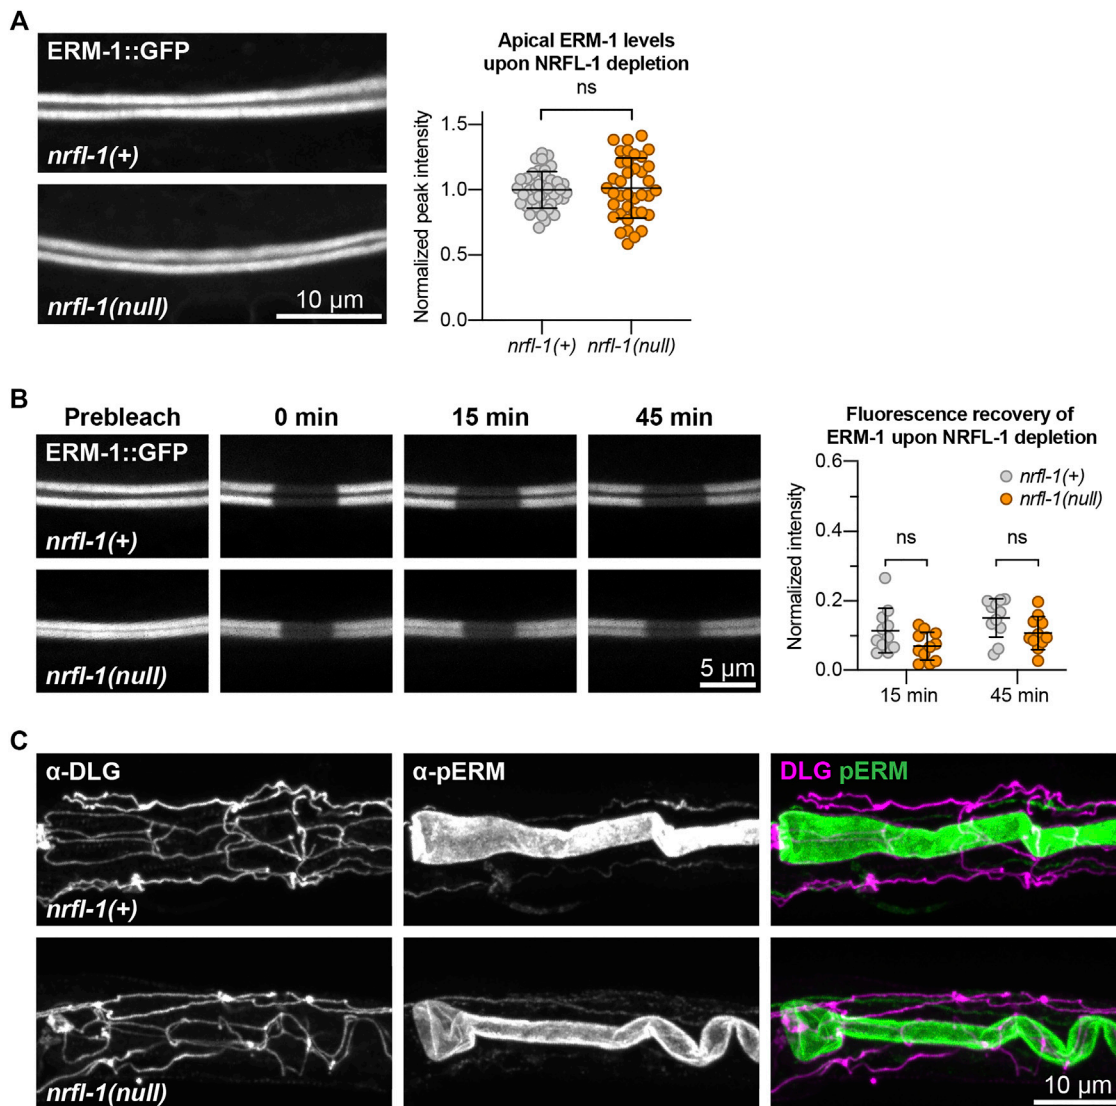 A
ERM-1::GFP
nrfl-1(+)
nrfl-1(null)
10 µm
Apical ERM-1 levels
upon NRFL-1 depletion
ns
Normalized peak intensity
1.5
1.0
0.5
0.0
nrfl-1(+) nrfl-1(null)
B
Prebleach 0 min 15 min 45 min
ERM-1::GFP
nrfl-1(+)
nrfl-1(null)
5 µm
Fluorescence recovery of
ERM-1 upon NRFL-1 depletion
Normalized intensity
0.6
0.4
0.2
0.0
nrfl-1(+)
nrfl-1(null)
ns ns
15 min 45 min
C
α-DLG α-pERM DLG pERM
nrfl-1(+)
nrfl-1(null)
10 µm